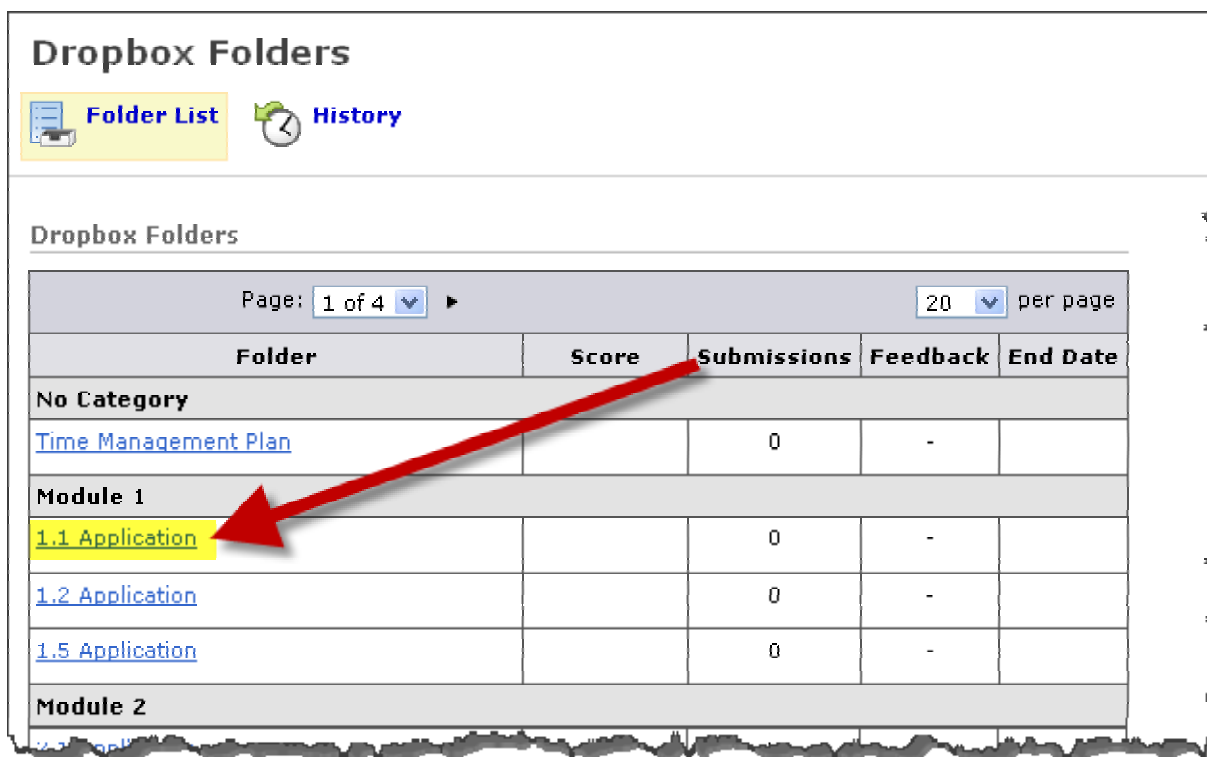 Dropbox Folders
Folder List History
Dropbox Folders
Page: 1 of 4 20 per page
Folder Score Submissions Feedback End Date
No Category
Time Management Plan 0 -
Module 1
1.1 Application 0 -
1.2 Application 0 -
1.5 Application 0 -
Module 2